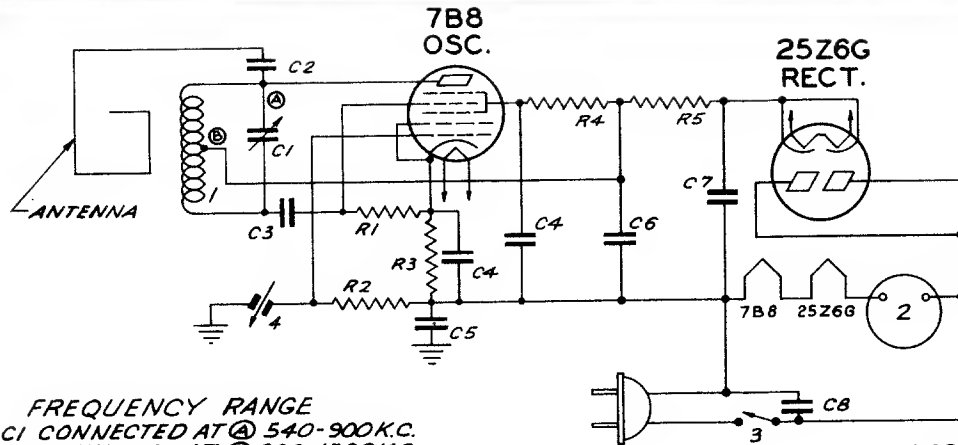 7B8
OSC.
25Z6G
RECT.
C2
A
B
C1
1
ANTENNA
C3
R1
R4
R5
C7
C4
C6
R3
C4
R2
4
C5
7B8
25Z6G
2
C8
3
FREQUENCY RANGE
C1 CONNECTED AT A 540-900K.C.